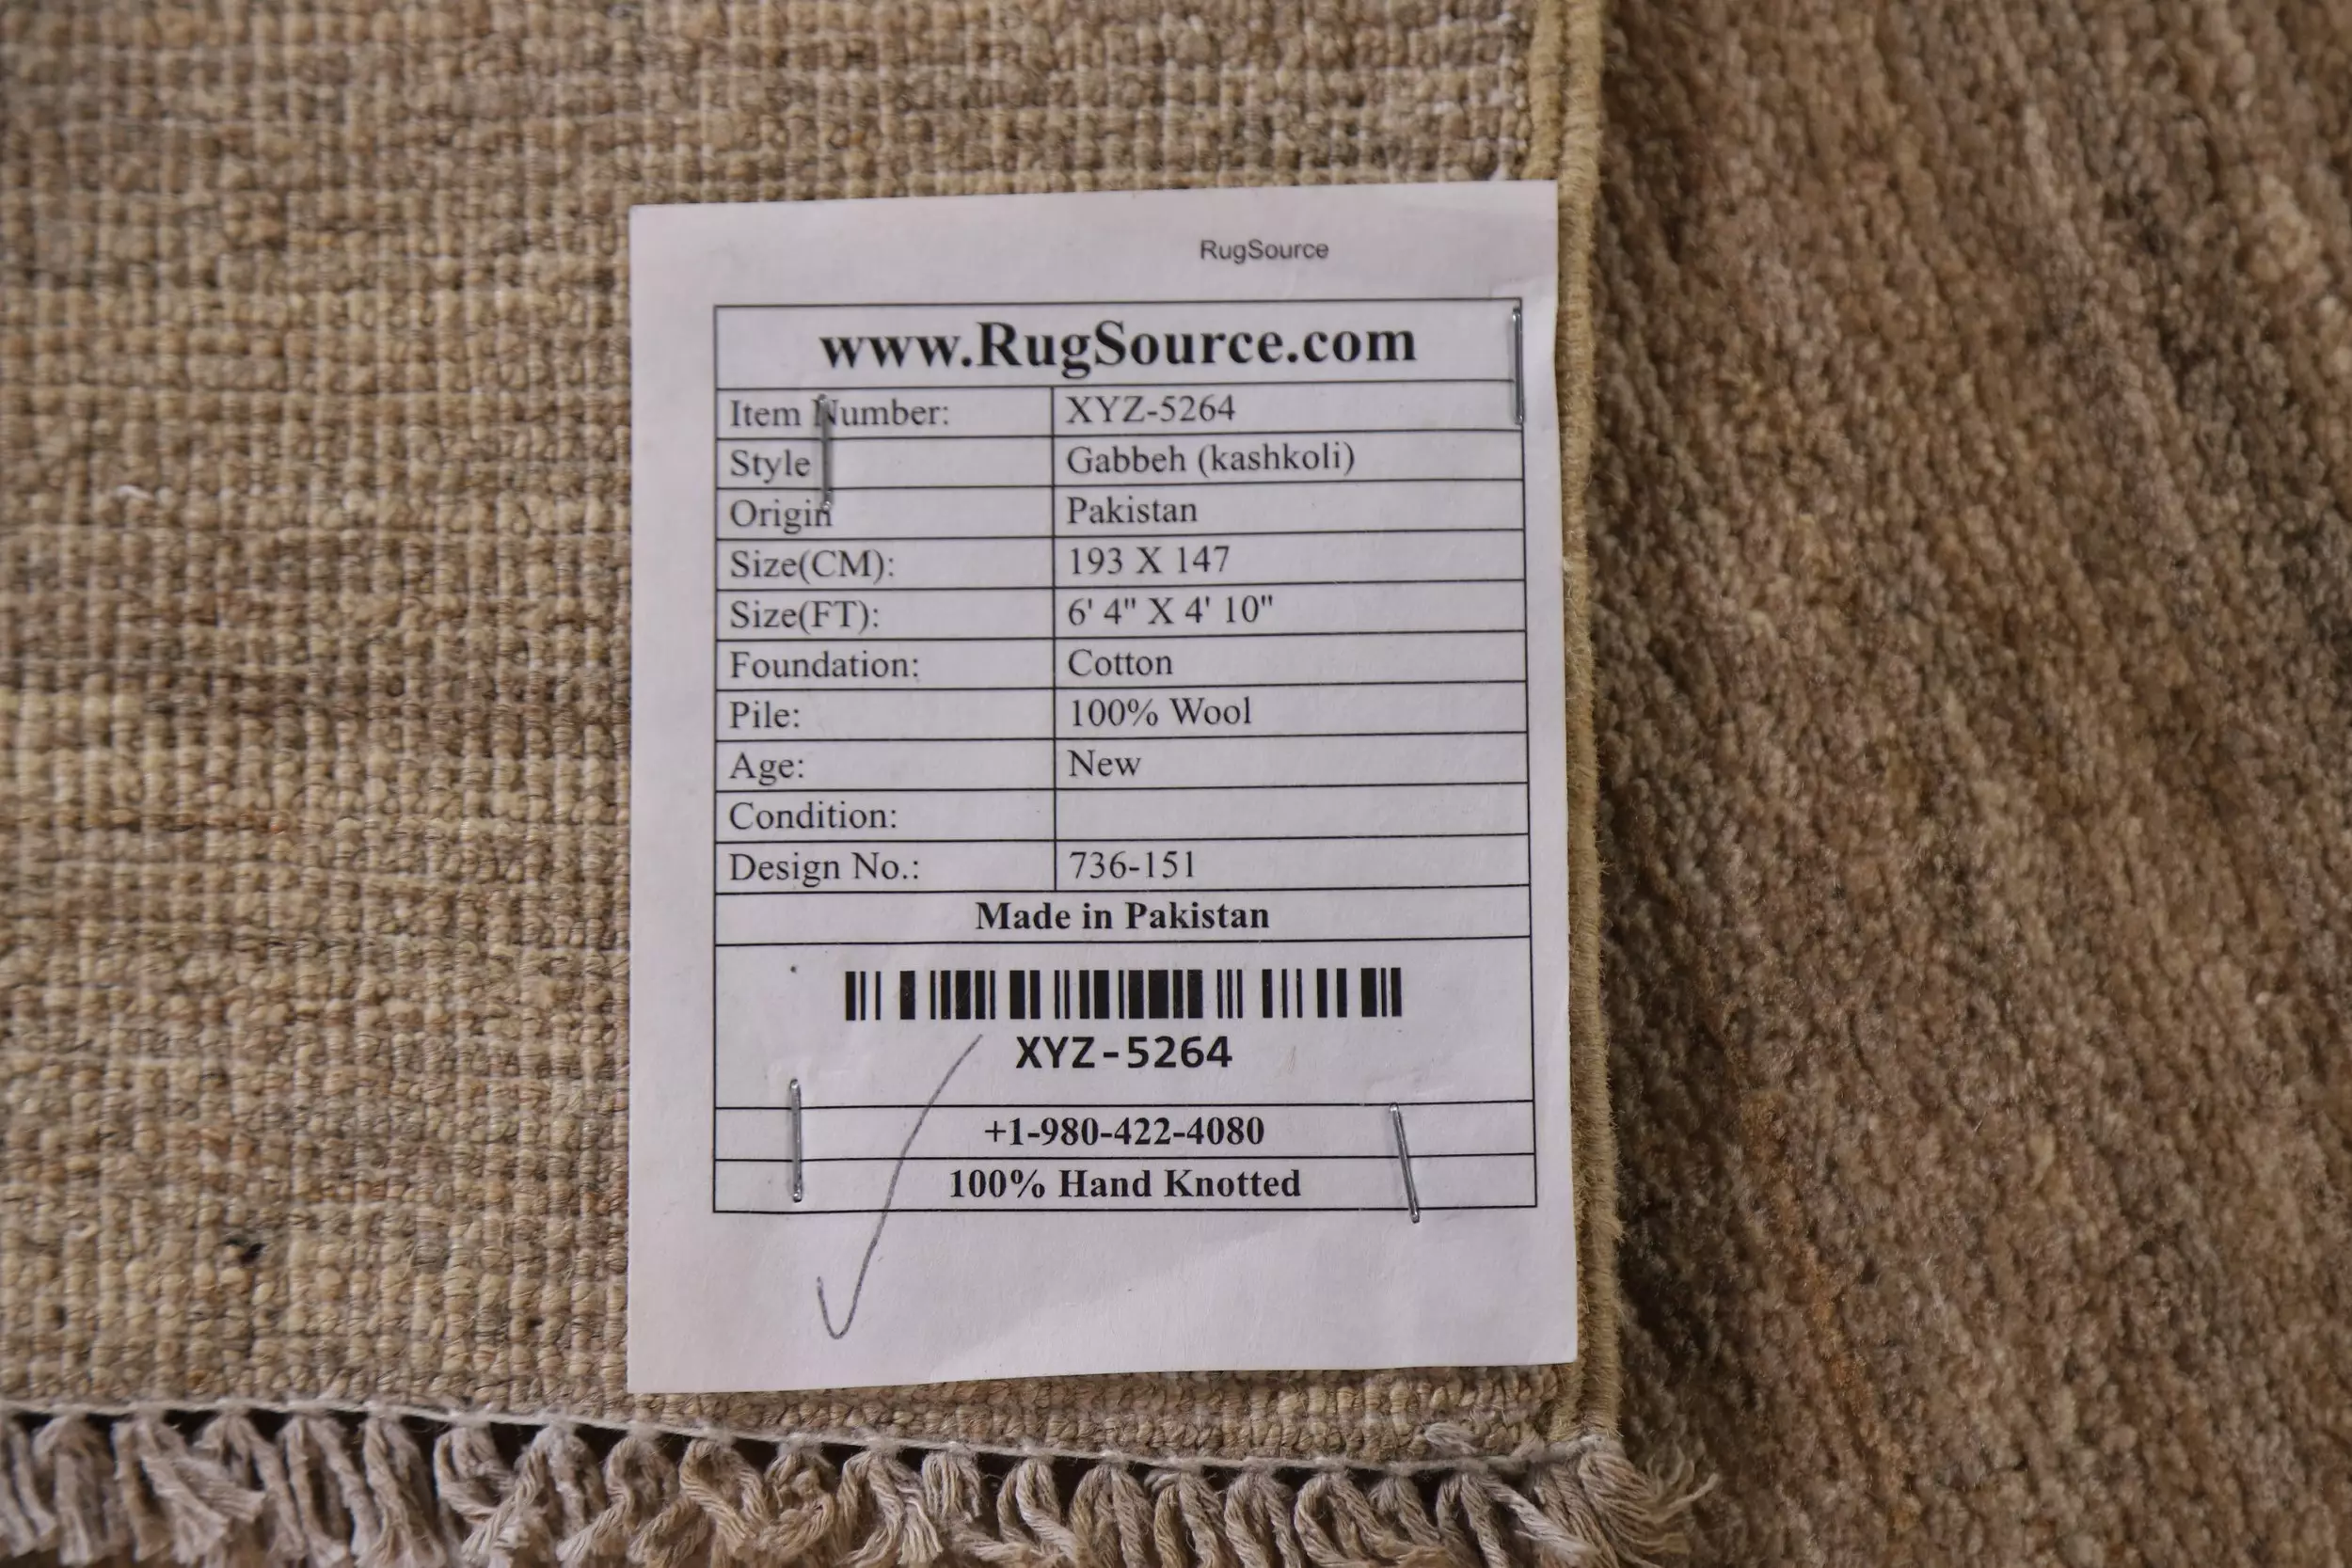 RugSource
www.RugSource.com
Item Number: XYZ-5264
Style Gabbeh (kashkoli)
Origin Pakistan
Size(CM): 193 X 147
Size(FT): 6' 4" X 4' 10"
Foundation: Cotton
Pile: 100% Wool
Age: New
Condition:
Design No.: 736-151
Made in Pakistan
XYZ-5264
+1-980-422-4080
100% Hand Knotted